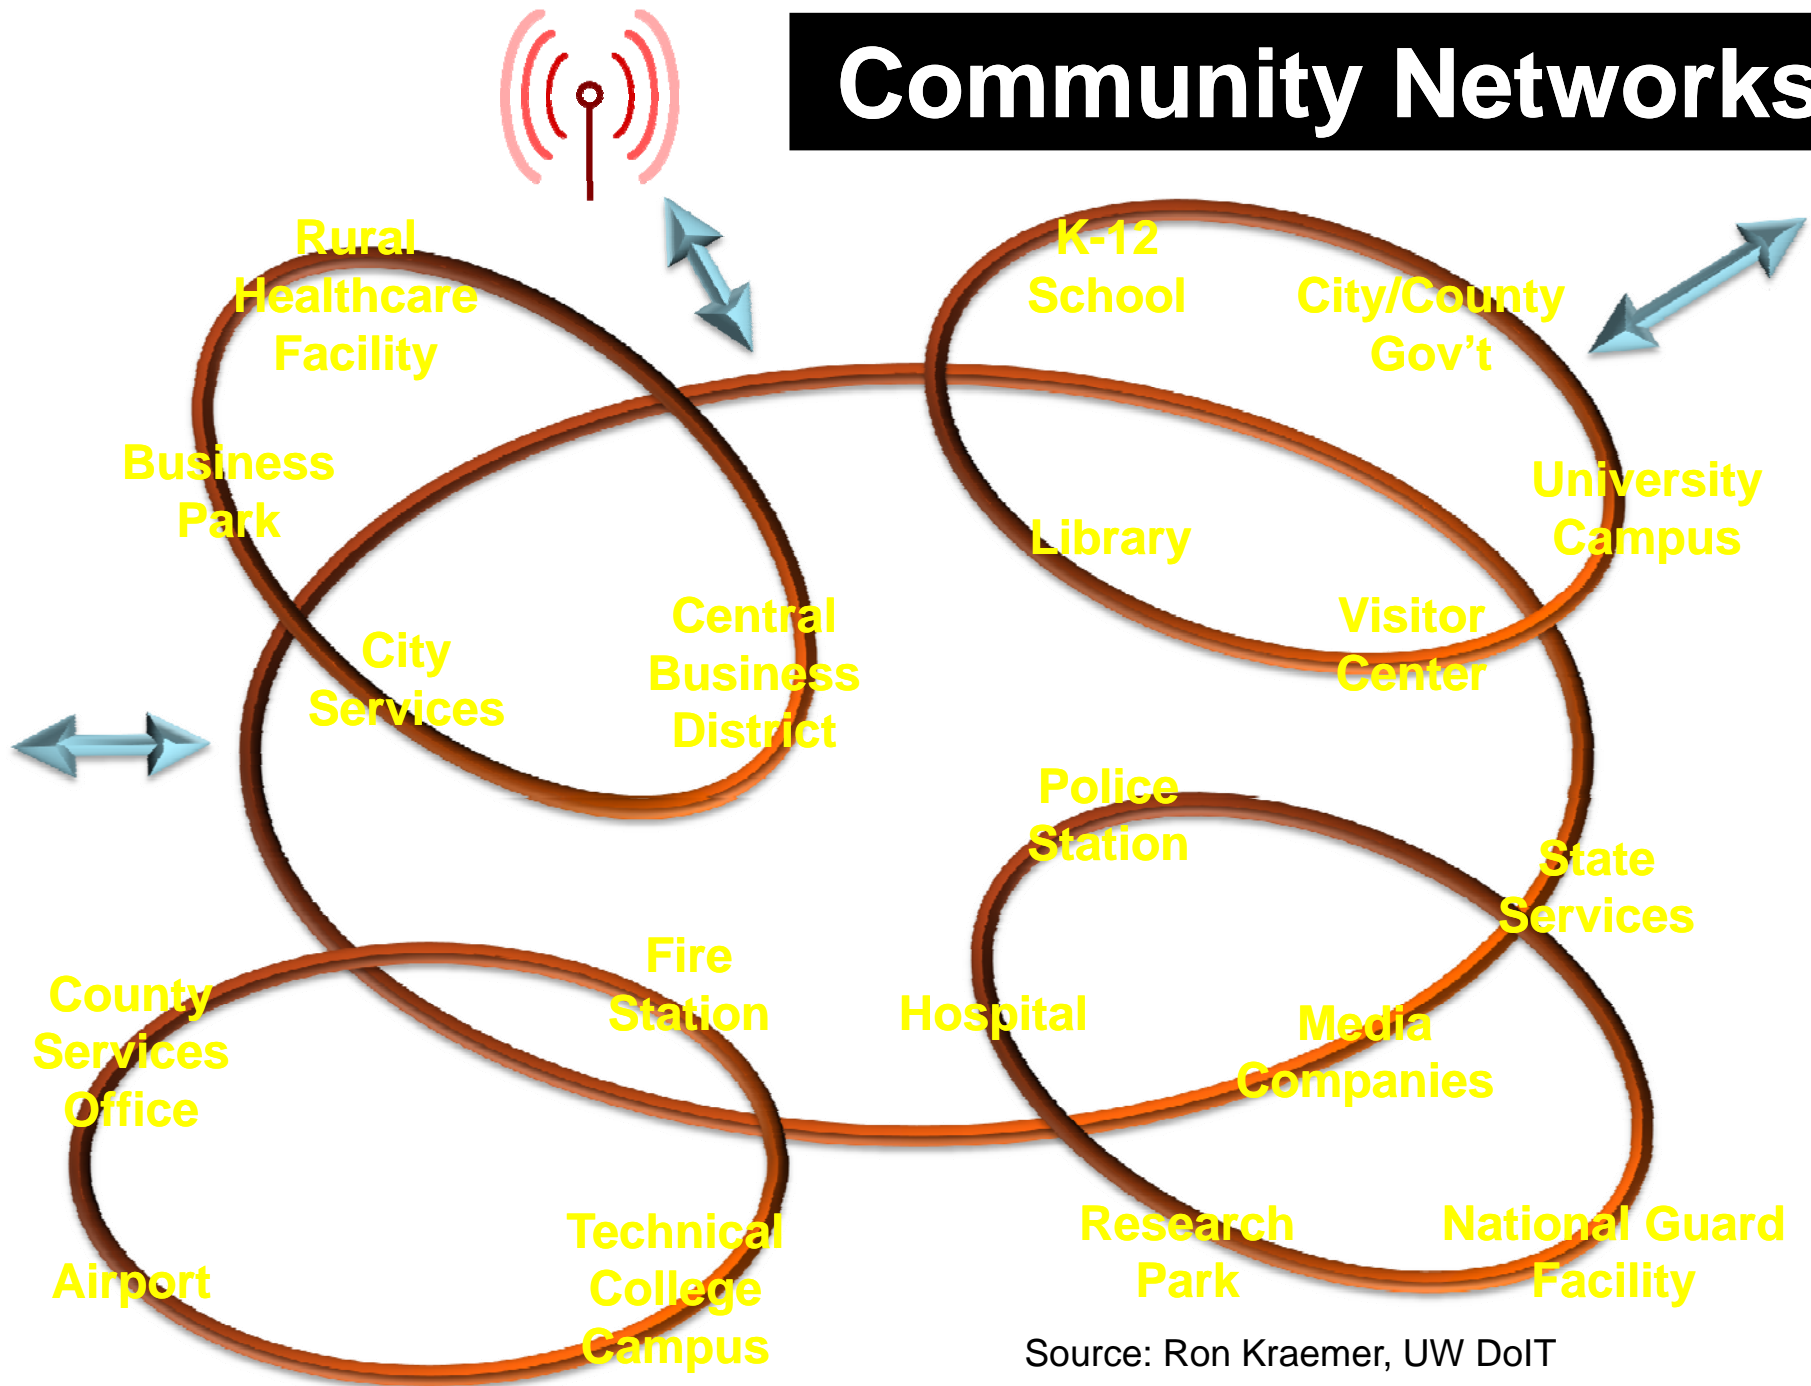 Community Networks
Rural
Healthcare
Facility
K-12
School
City/County
Gov't
Business
Park
University
Campus
Library
City
Services
Central
Business
District
Visitor
Center
Police
Station
State
Services
County
Services
Office
Fire
Station
Hospital
Media
Companies
Airport
Technical
College
Campus
Research
Park
National Guard
Facility
Source: Ron Kraemer, UW DoIT